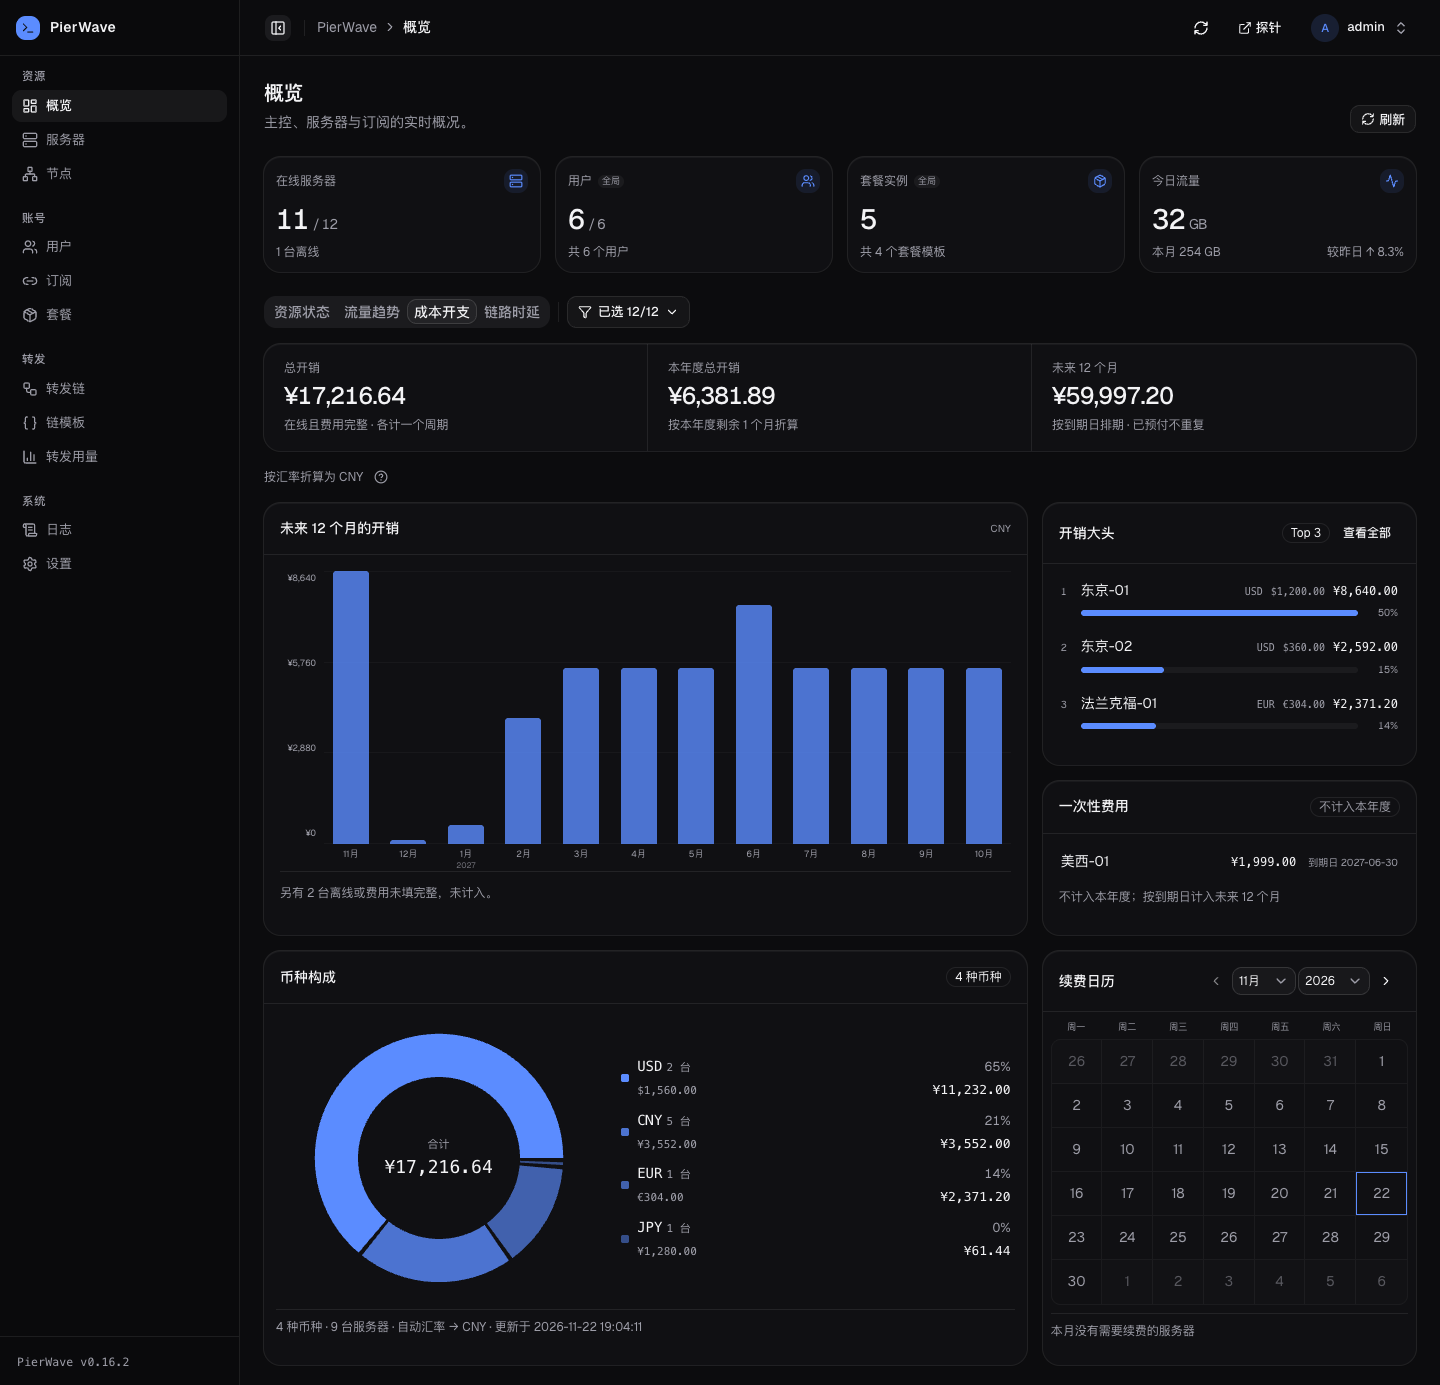 PierWave
资源
概览
服务器
节点
账号
用户
订阅
套餐
转发
转发链
链模板
转发用量
系统
日志
设置
PierWave v0.16.2
PierWave > 概览
探针
A admin
概览
主控、服务器与订阅的实时概况。
刷新
在线服务器
11 / 12
1 台离线
用户 全局
6 / 6
共 6 个用户
套餐实例 全局
5
共 4 个套餐模板
今日流量
32 GB
本月 254 GB 较昨日 ↑ 8.3%
资源状态 流量趋势 成本开支 链路时延 已选 12/12
总开销
¥17,216.64
在线且费用完整 · 各计一个周期
本年度总开销
¥6,381.89
按本年度剩余 1 个月折算
未来 12 个月
¥59,997.20
按到期日排期 · 已预付不重复
按汇率折算为 CNY
未来 12 个月的开销 CNY
¥8,640
¥5,760
¥2,880
¥0
11月 12月 1月 2月 3月 4月 5月 6月 7月 8月 9月 10月
2027
另有 2 台离线或费用未填完整，未计入。
开销大头 Top 3 查看全部
1 东京-01 USD $1,200.00 ¥8,640.00
50%
2 东京-02 USD $360.00 ¥2,592.00
15%
3 法兰克福-01 EUR €304.00 ¥2,371.20
14%
一次性费用 不计入本年度
美西-01 ¥1,999.00 到期日 2027-06-30
不计入本年度；按到期日计入未来 12 个月
币种构成 4 种币种
合计
¥17,216.64
USD 2 台 65%
$1,560.00 ¥11,232.00
CNY 5 台 21%
¥3,552.00 ¥3,552.00
EUR 1 台 14%
€304.00 ¥2,371.20
JPY 1 台 0%
¥1,280.00 ¥61.44
4 种币种 · 9 台服务器 · 自动汇率 → CNY · 更新于 2026-11-22 19:04:11
续费日历 11月 2026
周一 周二 周三 周四 周五 周六 周日
26 27 28 29 30 31 1
2 3 4 5 6 7 8
9 10 11 12 13 14 15
16 17 18 19 20 21 22
23 24 25 26 27 28 29
30 1 2 3 4 5 6
本月没有需要续费的服务器